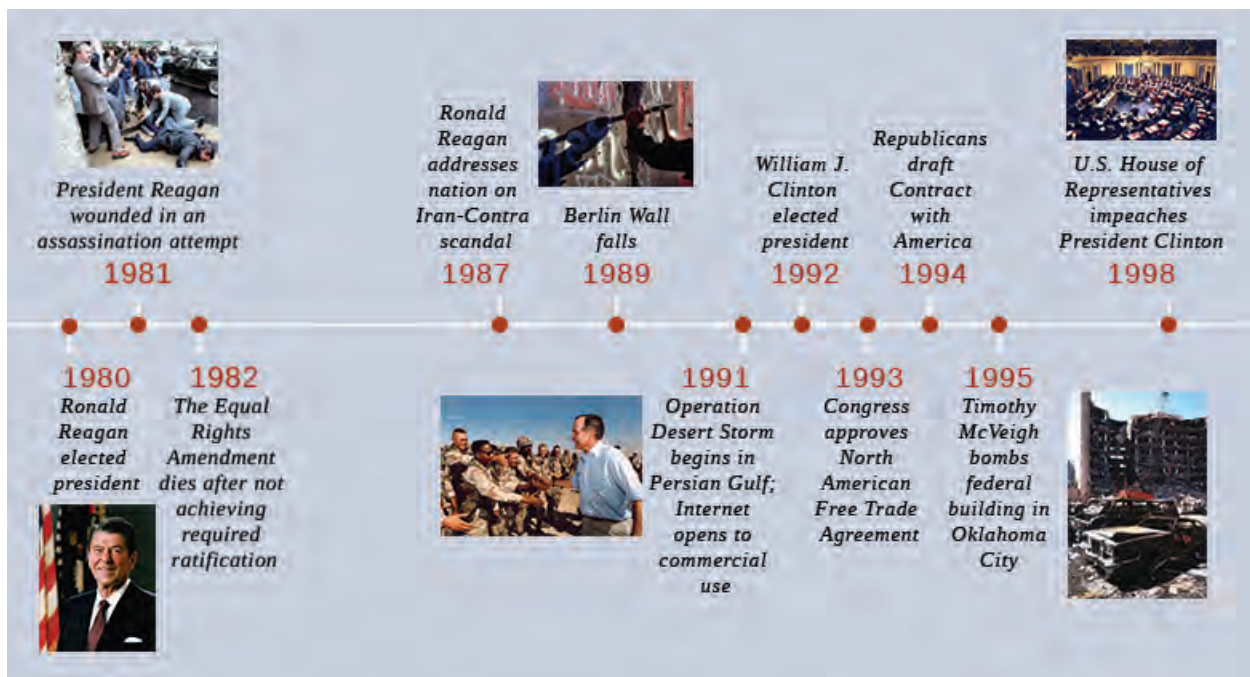 President Reagan
wounded in an
assassination attempt
1981
Ronald
Reagan
addresses
nation on
Iran-Contra
scandal
1987
Berlin Wall
falls
1989
William J.
Clinton
elected
president
1992
Republicans
draft
Contract
with
America
1994
U.S. House of
Representatives
impeaches
President Clinton
1998
1980
Ronald
Reagan
elected
president
1982
The Equal
Rights
Amendment
dies after not
achieving
required
ratification
1991
Operation
Desert Storm
begins in
Persian Gulf;
Internet
opens to
commercial
use
1993
Congress
approves
North
American
Free Trade
Agreement
1995
Timothy
McVeigh
bombs
federal
building in
Oklahoma
City